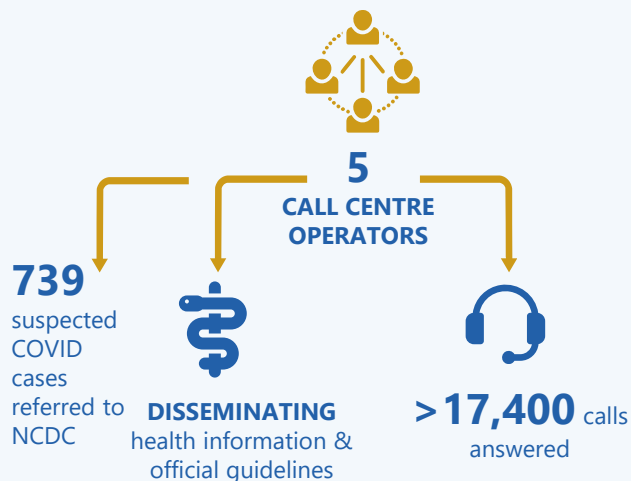 5
CALL CENTRE
OPERATORS
739
suspected
COVID
cases
referred to
NCDC
DISSEMINATING
health information &
official guidelines
>17,400 calls
answered